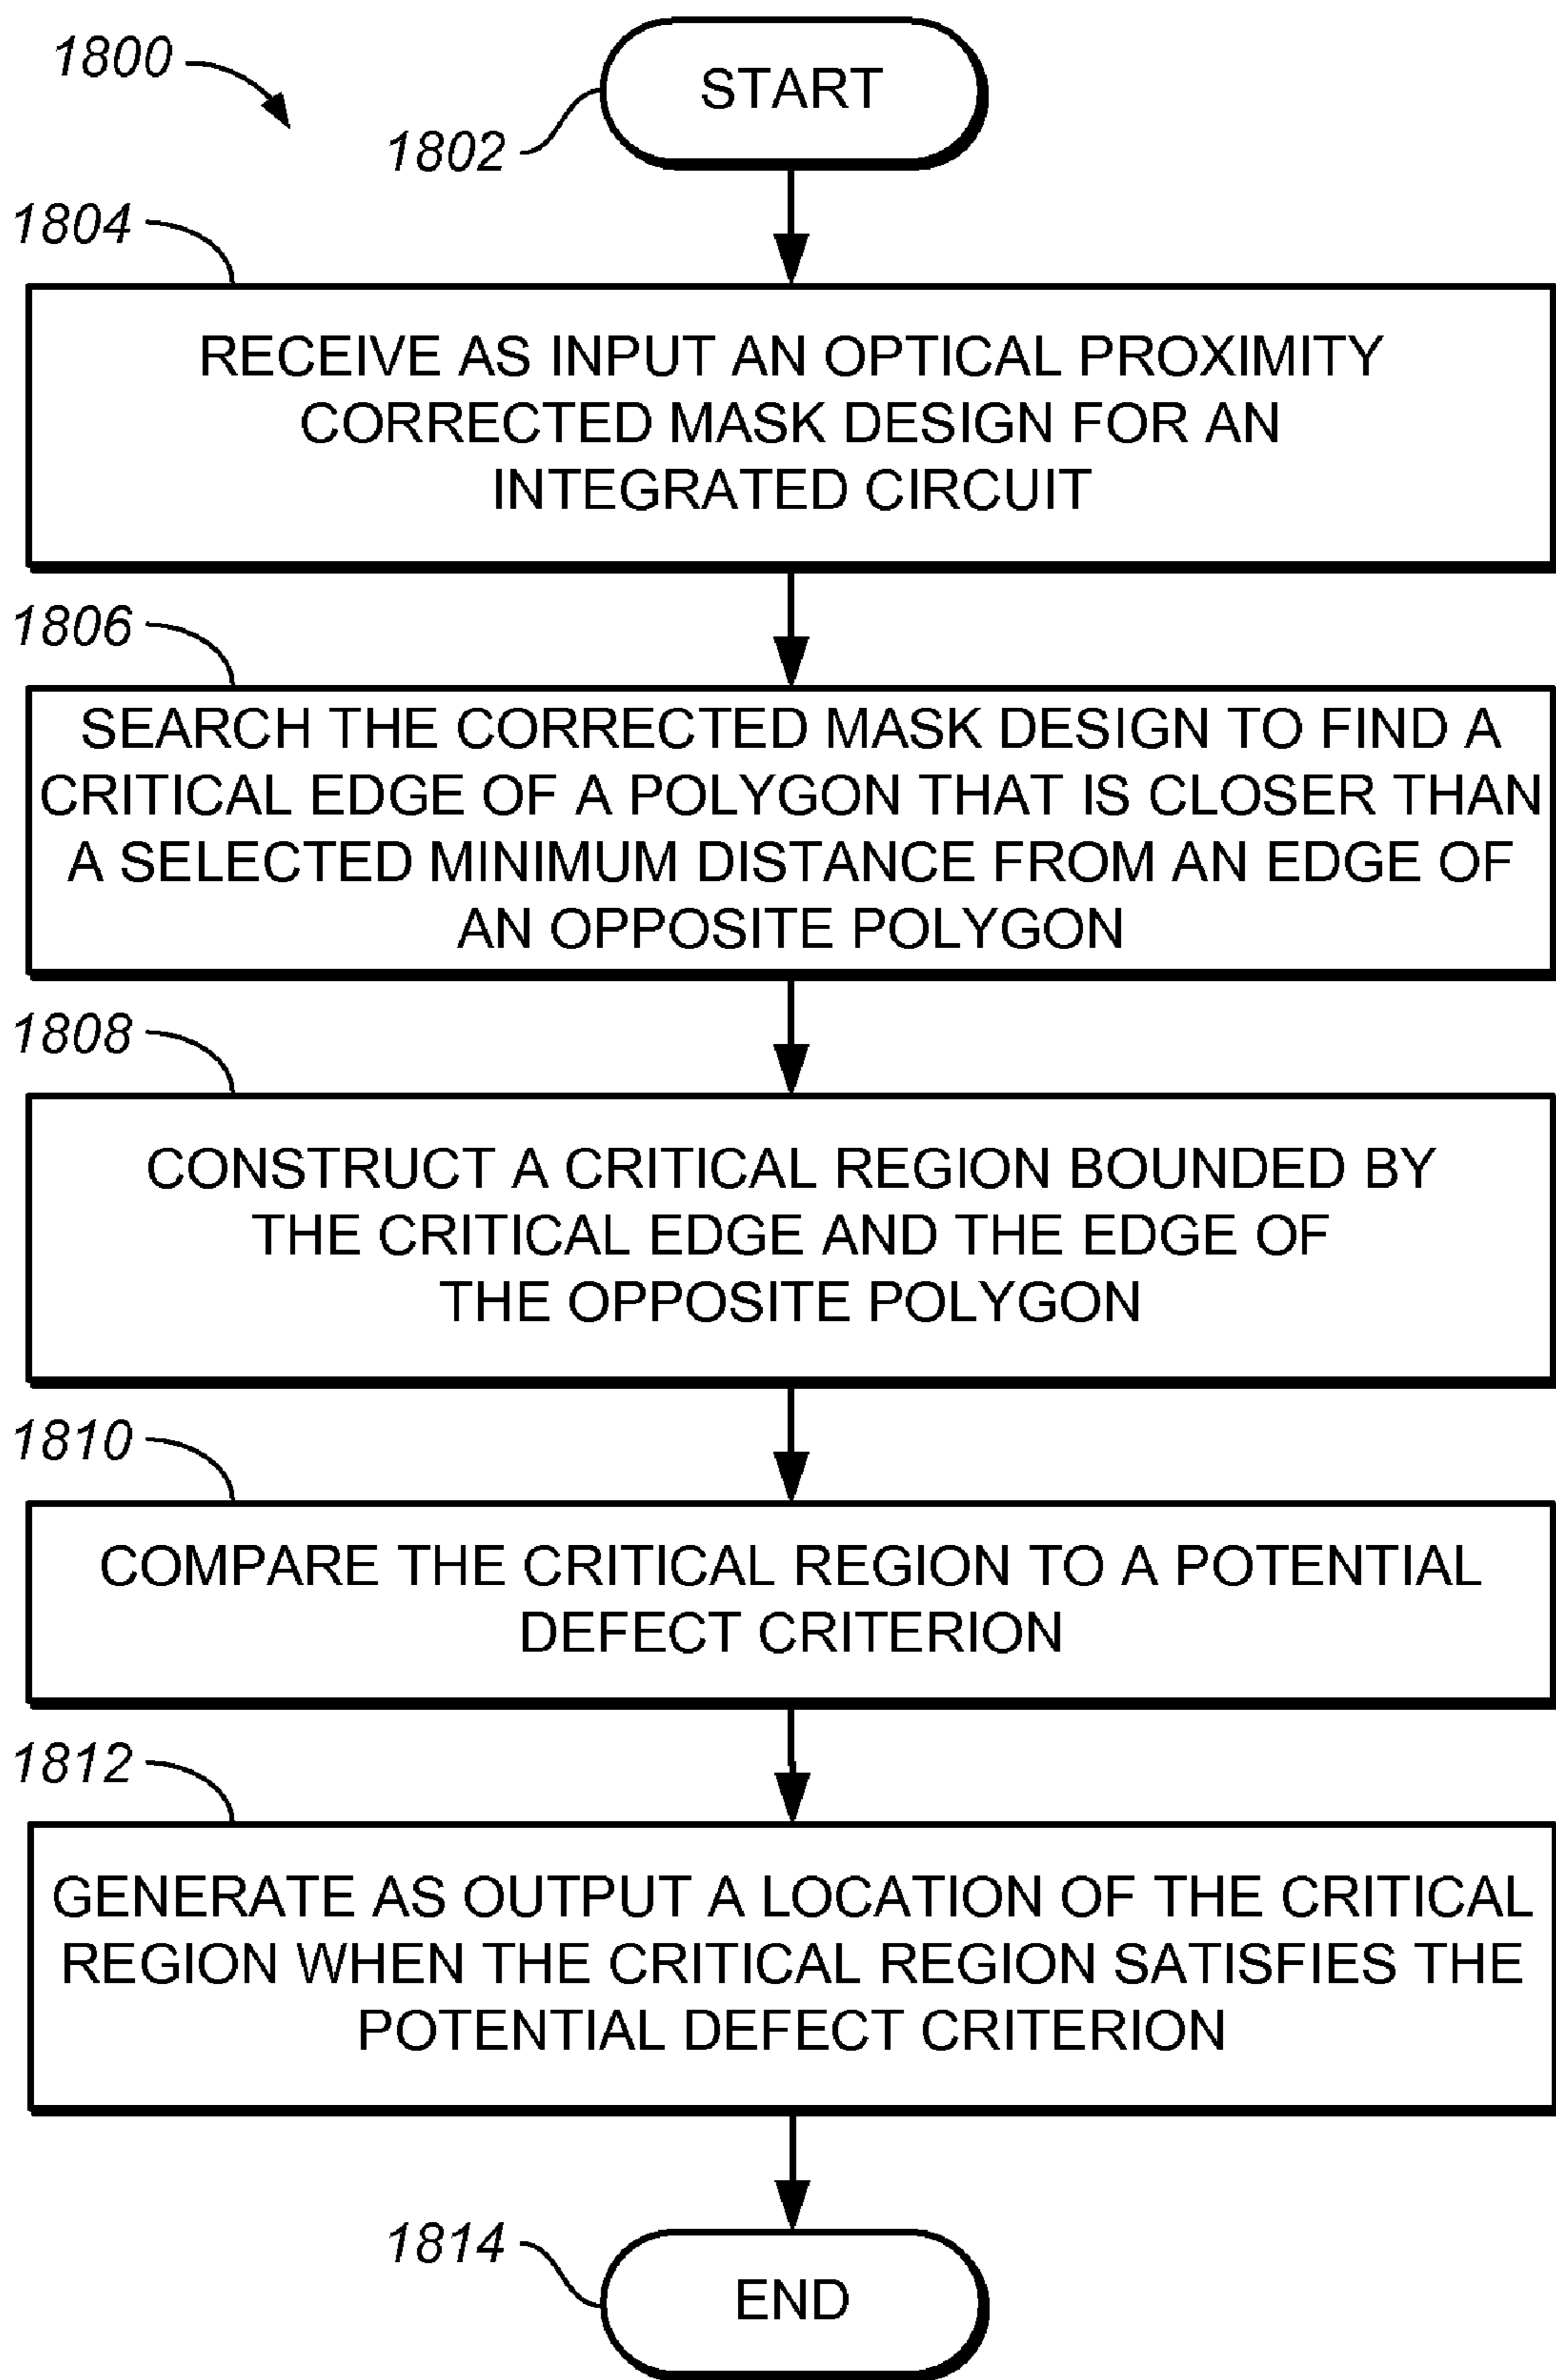 1800
START
1802
1804
RECEIVE AS INPUT AN OPTICAL PROXIMITY
CORRECTED MASK DESIGN FOR AN
INTEGRATED CIRCUIT
1806
SEARCH THE CORRECTED MASK DESIGN TO FIND A
CRITICAL EDGE OF A POLYGON THAT IS CLOSER THAN
A SELECTED MINIMUM DISTANCE FROM AN EDGE OF
AN OPPOSITE POLYGON
1808
CONSTRUCT A CRITICAL REGION BOUNDED BY
THE CRITICAL EDGE AND THE EDGE OF
THE OPPOSITE POLYGON
1810
COMPARE THE CRITICAL REGION TO A POTENTIAL
DEFECT CRITERION
1812
GENERATE AS OUTPUT A LOCATION OF THE CRITICAL
REGION WHEN THE CRITICAL REGION SATISFIES THE
POTENTIAL DEFECT CRITERION
1814
END